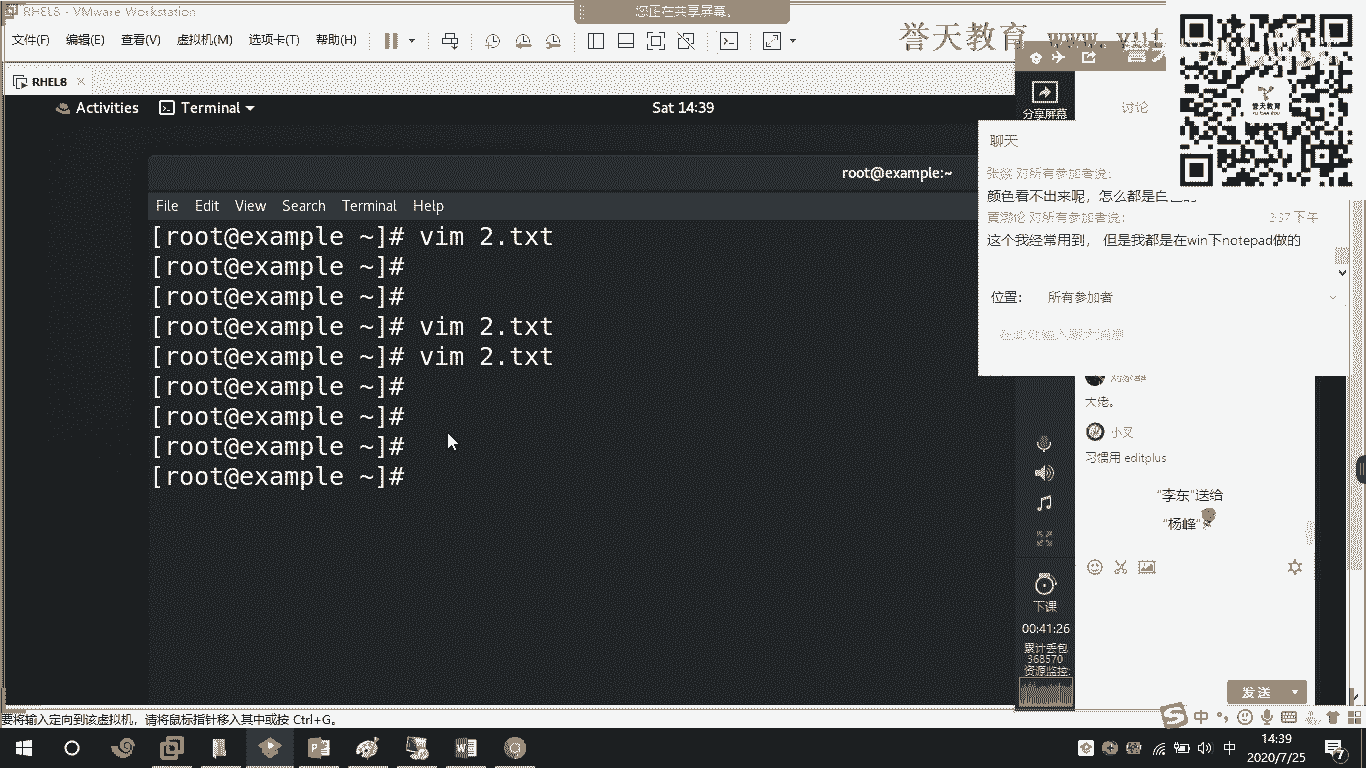 RHEL8 - VMware Workstation
您正在共享屏幕。
文件(F) 编辑(E) 查看(V) 虚拟机(M) 选项卡(T) 帮助(H)
誉天教育 www.yut
RHEL8
Activities Terminal Sat 14:39
root@example:~
File Edit View Search Terminal Help
[root@example ~]# vim 2.txt
[root@example ~]#
[root@example ~]#
[root@example ~]# vim 2.txt
[root@example ~]# vim 2.txt
[root@example ~]#
[root@example ~]#
[root@example ~]#
[root@example ~]#
分享屏幕
讨论
誉天教育
聊天
对所有参加者说:
颜色看不出来呢，怎么都是白色的
对所有参加者说: 2:37 下午
这个我经常用到， 但是我都是在win下notepad做的
位置: 所有参加者
大佬。
小叉
习惯用 editplus
"李东"送给
"杨峰"
下课
00:41:26
累计丢包
368570
资源监控:
发送
要将输入定向到该虚拟机，请将鼠标指针移入其中或按 Ctrl+G。
中
中
14:39
2020/7/25